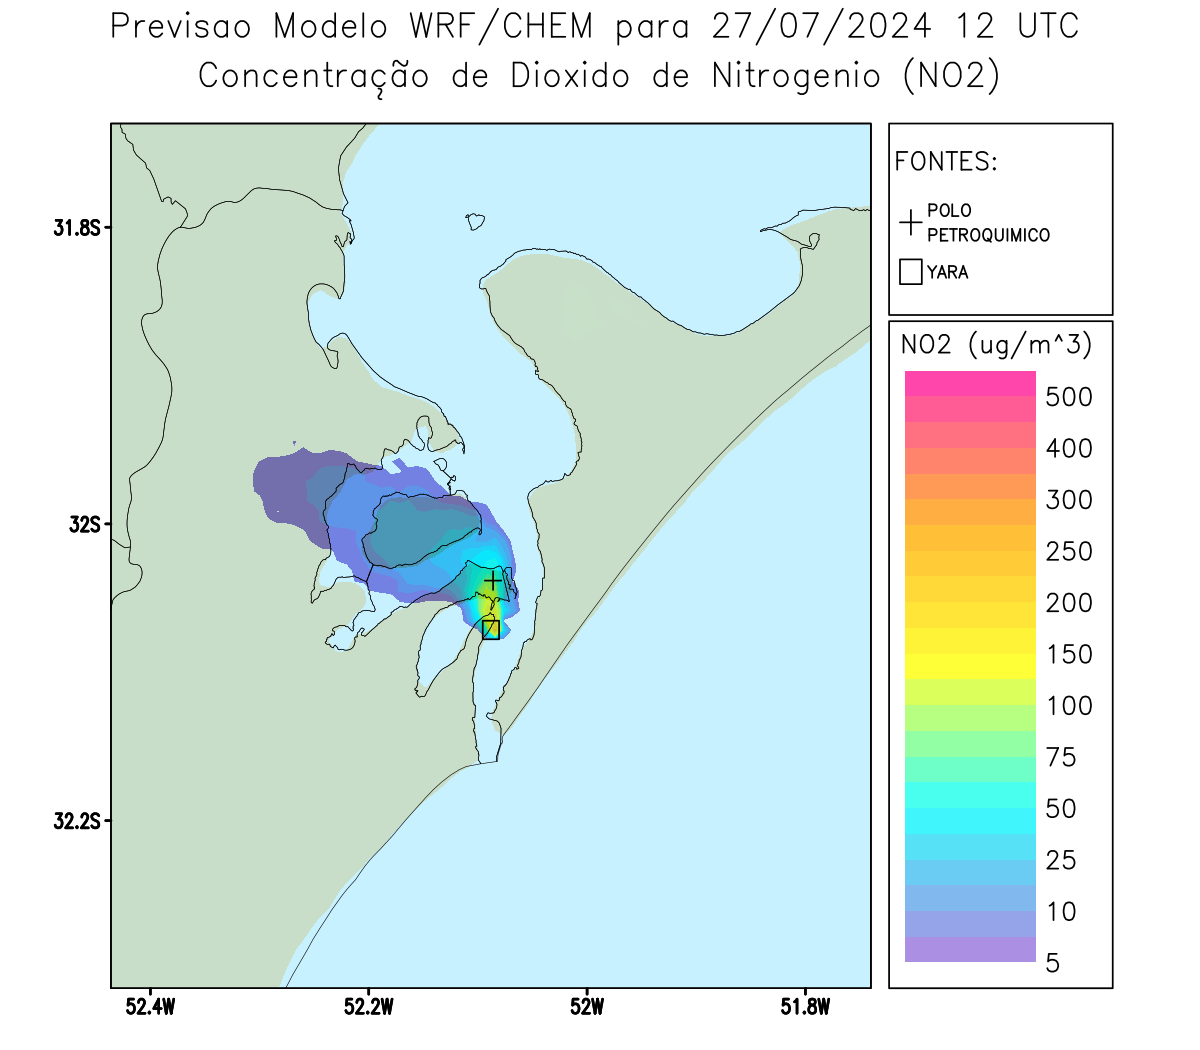 Previsao Modelo WRF/CHEM para 27/07/2024 12 UTC
Concentração de Dioxido de Nitrogenio (NO2)
31.8S
32S
32.2S
52.4W
52.2W
52W
51.8W
FONTES:
POLO
PETROQUIMICO
YARA
NO2 (ug/m^3)
500
400
300
250
200
150
100
75
50
25
10
5